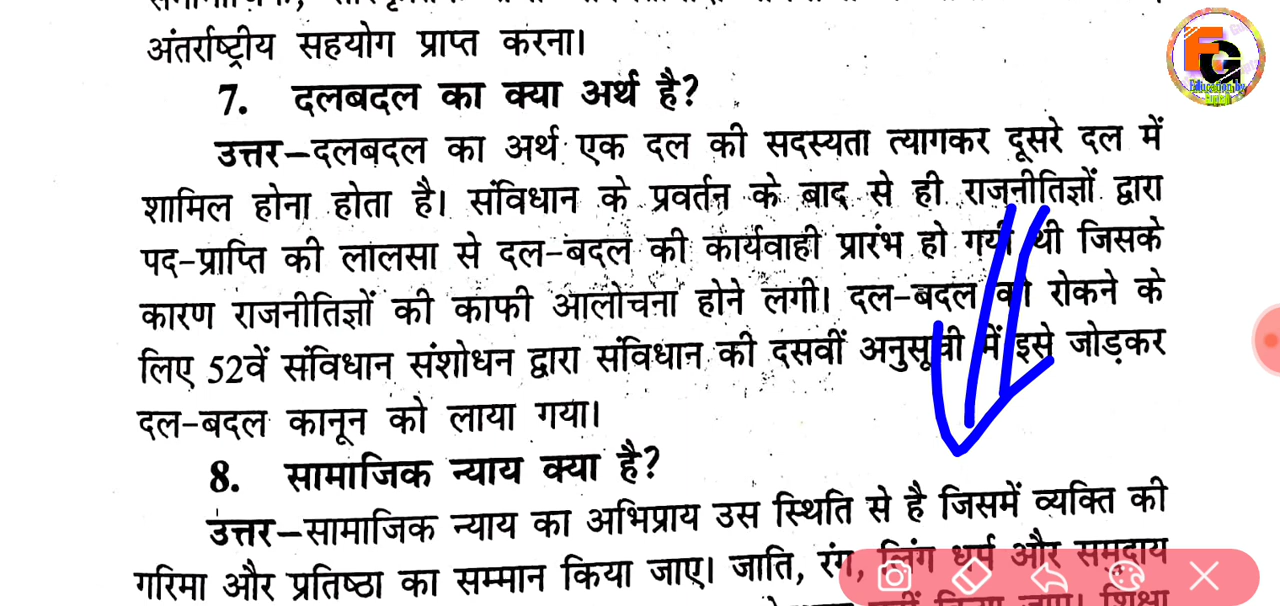 अंतर्राष्ट्रीय सहयोग प्राप्त करना।
7. दलबदल का क्या अर्थ है?
उत्तर–दलबदल का अर्थ एक दल की सदस्यता त्यागकर दूसरे दल में
शामिल होना होता है। संविधान के प्रवर्तन के बाद से ही राजनीतिज्ञों द्वारा
पद-प्राप्ति की लालसा से दल-बदल की कार्यवाही प्रारंभ हो गयी थी जिसके
कारण राजनीतिज्ञों की काफी आलोचना होने लगी। दल-बदल को रोकने के
लिए 52वें संविधान संशोधन द्वारा संविधान की दसवीं अनुसूची में इसे जोड़कर
दल-बदल कानून को लाया गया।
8. सामाजिक न्याय क्या है?
उत्तर–सामाजिक न्याय का अभिप्राय उस स्थिति से है जिसमें व्यक्ति की
गरिमा और प्रतिष्ठा का सम्मान किया जाए। जाति, रंग, लिंग धर्म और समुदाय
शिक्षा
FG
Education by